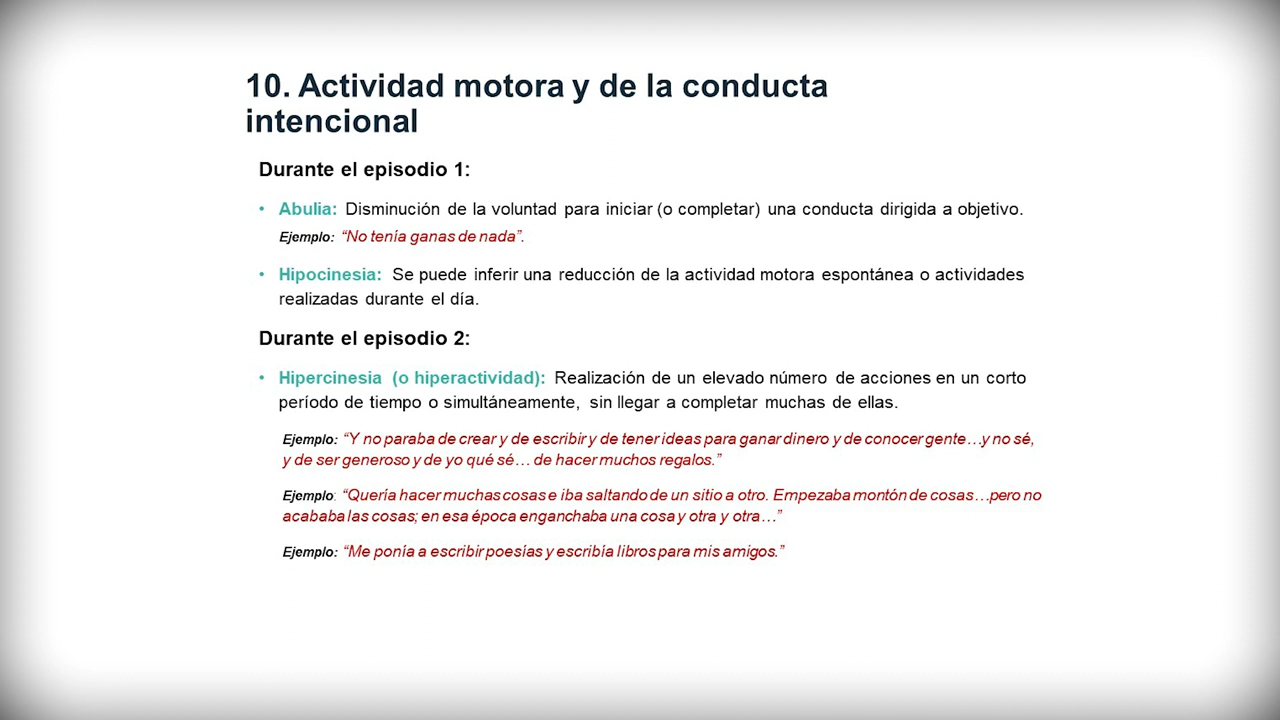 10. Actividad motora y de la conducta
intencional
Durante el episodio 1:
• Abulia: Disminución de la voluntad para iniciar (o completar) una conducta dirigida a objetivo.
Ejemplo: “No tenía ganas de nada”.
• Hipocinesia: Se puede inferir una reducción de la actividad motora espontánea o actividades
realizadas durante el día.
Durante el episodio 2:
• Hipercinesia (o hiperactividad): Realización de un elevado número de acciones en un corto
período de tiempo o simultáneamente, sin llegar a completar muchas de ellas.
Ejemplo: “Y no paraba de crear y de escribir y de tener ideas para ganar dinero y de conocer gente…y no sé,
y de ser generoso y de yo qué sé… de hacer muchos regalos.”
Ejemplo: “Quería hacer muchas cosas e iba saltando de un sitio a otro. Empezaba montón de cosas…pero no
acababa las cosas; en esa época enganchaba una cosa y otra y otra…”
Ejemplo: “Me ponía a escribir poesías y escribía libros para mis amigos.”